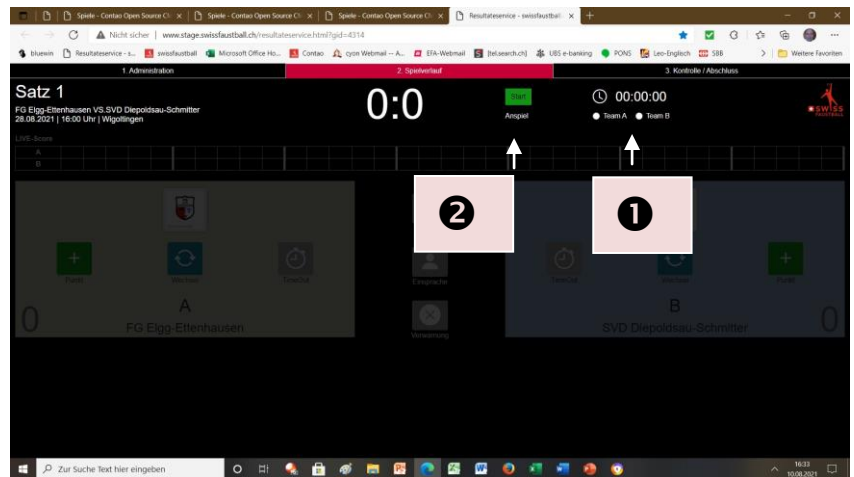 Spiele - Contao Open Source C
Spiele - Contao Open Source C
Spiele - Contao Open Source C
Resultateservice - swissfaustball
Nicht sicher | www.stage.swissfaustball.ch/resultateservice.html?gid=4314
bluewin
Resultateservice - s...
swissfaustball
Microsoft Office Ho...
Contao
cyon Webmail -- A...
EFA-Webmail
[tel.search.ch]
UBS e-banking
PONS
Leo-Englisch
SBB
Weitere Favoriten
1. Administration
2. Spielverlauf
3. Kontrolle / Abschluss
Satz 1
FG Elgg-Ettenhausen VS.SVD Diepoldsau-Schmitter
28.08.2021 | 16:00 Uhr | Wigoltingen
0:0
Start
Anspiel
00:00:00
Team A Team B
SWISS
FAUSTBALL
LIVE-Score
A
B
❷
❶
Punkt
Wechsel
TimeOut
Einsprache
TimeOut
Wechsel
Punkt
0
A
FG Elgg-Ettenhausen
Verwarnung
B
SVD Diepoldsau-Schmitter
0
Zur Suche Text hier eingeben
16:33
10.08.2021